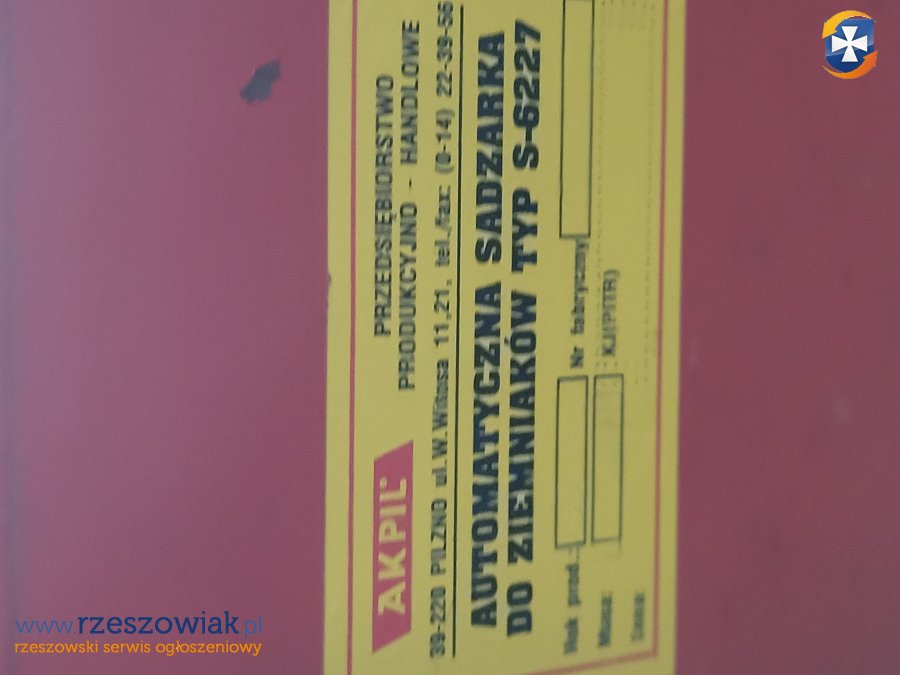 AKPIL
PRZEDSIĘBIORSTWO
PRODUKCYJNO - HANDLOWE
39-220 PILZNO ul.W.Witosa 11,21, tel./fax: (0-14) 22-39-56
AUTOMATYCZNA SADZARKA
DO ZIEMNIAKÓW TYP S-6227
Rok prod.: Nr fabryczny
Masa: KJ(PITR)
Cena:
www.rzeszowiak.pl
rzeszowski serwis ogłoszeniowy